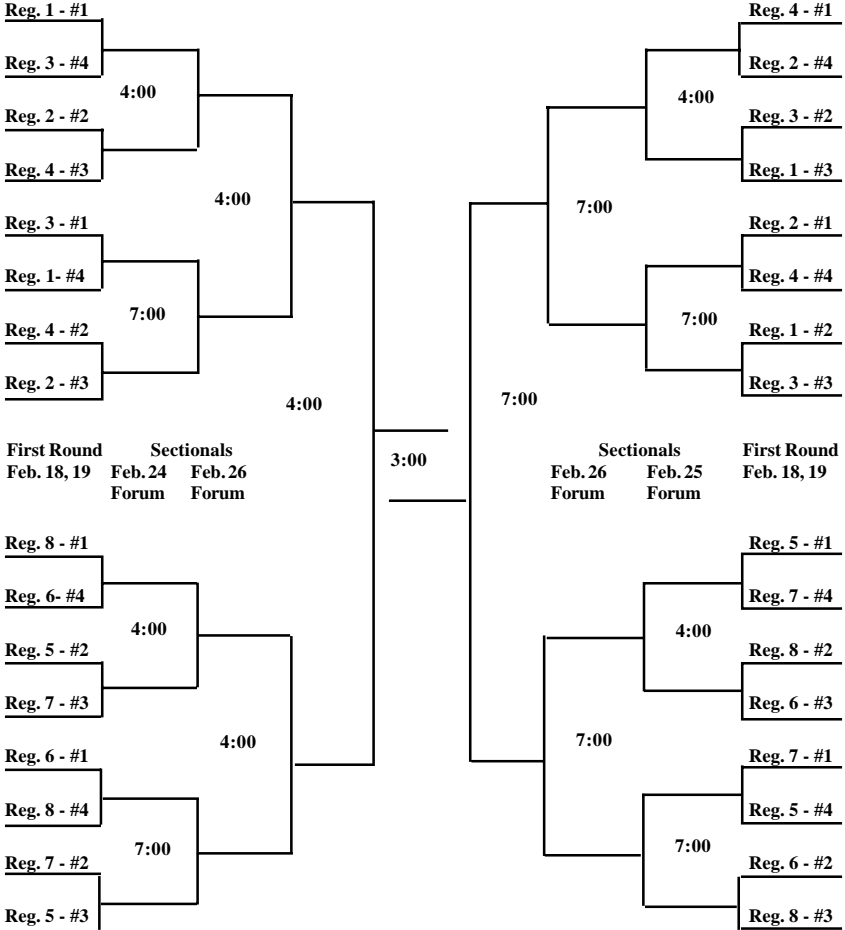 Reg. 1 - #1
Reg. 3 - #4
4:00
Reg. 2 - #2
Reg. 4 - #3
4:00
Reg. 3 - #1
Reg. 1- #4
7:00
Reg. 4 - #2
Reg. 2 - #3
4:00
First Round Sectionals
Feb. 18, 19 Feb. 24 Feb. 26
Forum Forum
Reg. 8 - #1
Reg. 6- #4
4:00
Reg. 5 - #2
Reg. 7 - #3
4:00
Reg. 6 - #1
Reg. 8 - #4
7:00
Reg. 7 - #2
Reg. 5 - #3
3:00
Reg. 4 - #1
Reg. 2 - #4
4:00
Reg. 3 - #2
Reg. 1 - #3
7:00
Reg. 2 - #1
Reg. 4 - #4
7:00
Reg. 1 - #2
Reg. 3 - #3
7:00
Sectionals First Round
Feb. 26 Feb. 25 Feb. 18, 19
Forum Forum
Reg. 5 - #1
Reg. 7 - #4
4:00
Reg. 8 - #2
Reg. 6 - #3
7:00
Reg. 7 - #1
Reg. 5 - #4
7:00
Reg. 6 - #2
Reg. 8 - #3